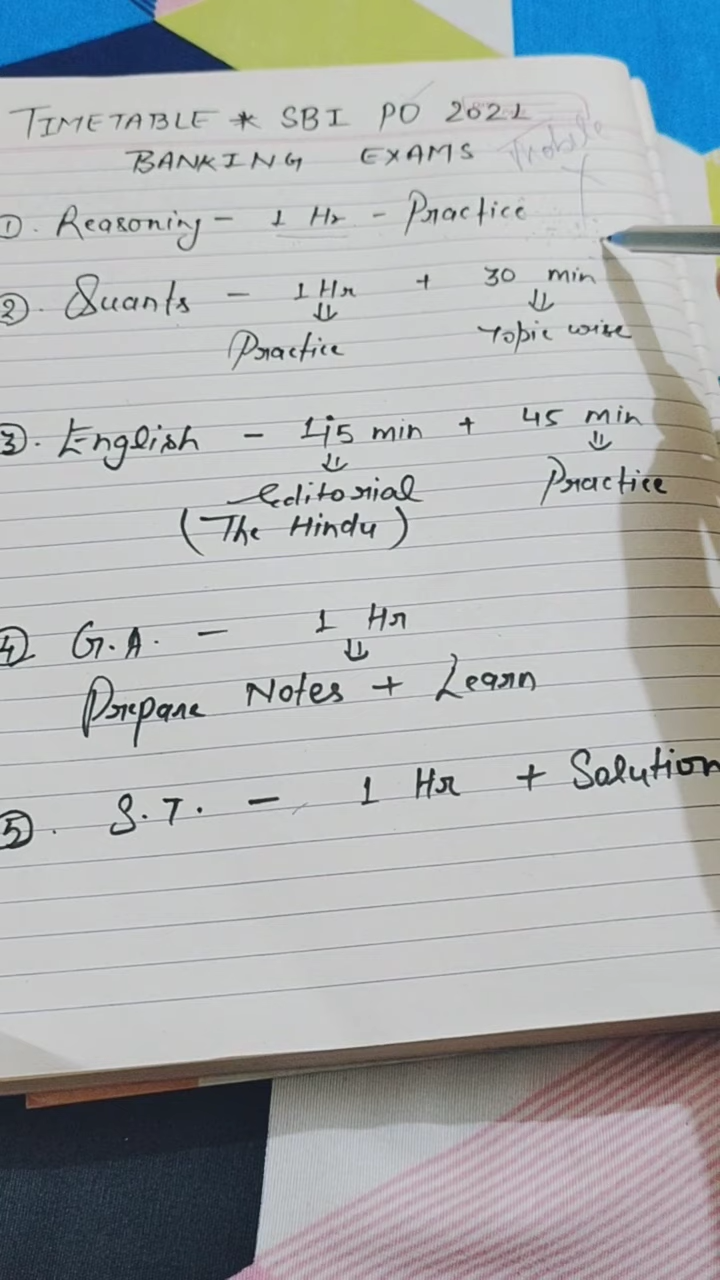 TIMETABLE * SBI PO 2021
BANKING EXAMS
①. Reasoning - 1 Hr - Practice
②. Quants - 1 Hr + 30 min
⇓ ⇓
Practice Topic wise
③. English - 45 min + 45 min
⇓ ⇓
Editorial Practice
(The Hindu)
④ G.A. - 1 Hr
⇓
Prepare Notes + Learn
⑤. S.T. - 1 Hr + Solution